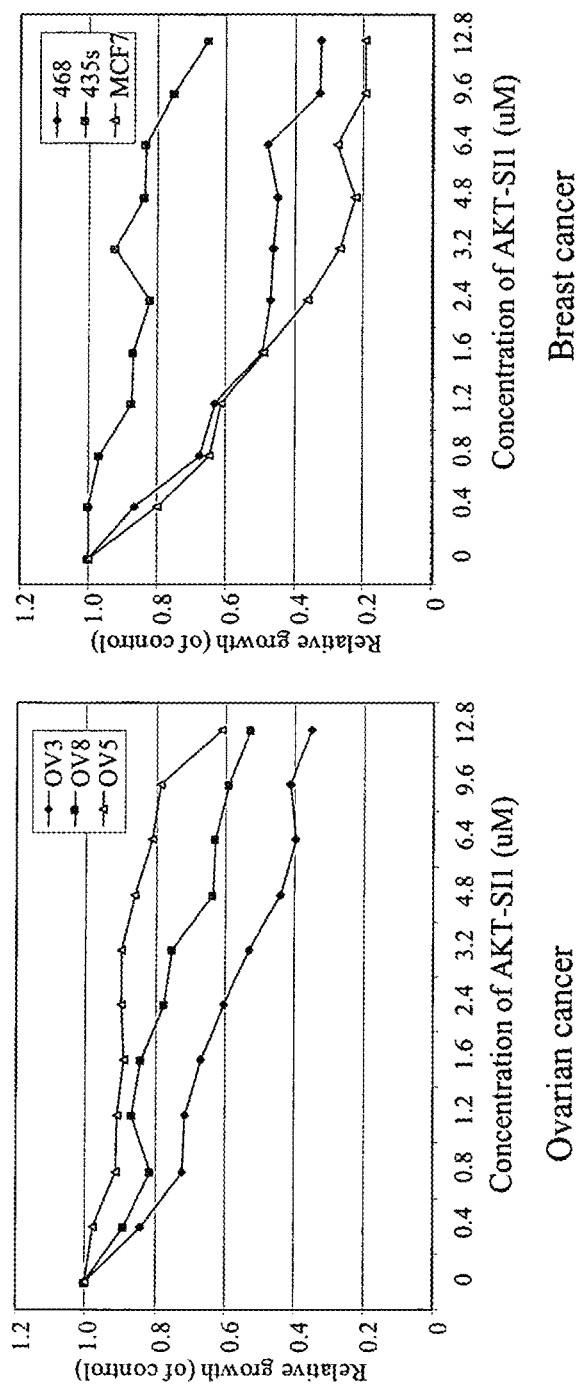 1.2
1.0
0.8
0.6
0.4
0.2
0
Relative growth (of control)
OV3
OV8
OV5
0 0.4 0.8 1.2 1.6 2.4 3.2 4.8 6.4 9.6 12.8
Concentration of AKT-SI1 (uM)
Ovarian cancer
1.2
1.0
0.8
0.6
0.4
0.2
0
Relative growth (of control)
468
435s
MCF7
0 0.4 0.8 1.2 1.6 2.4 3.2 4.8 6.4 9.6 12.8
Concentration of AKT-SI1 (uM)
Breast cancer